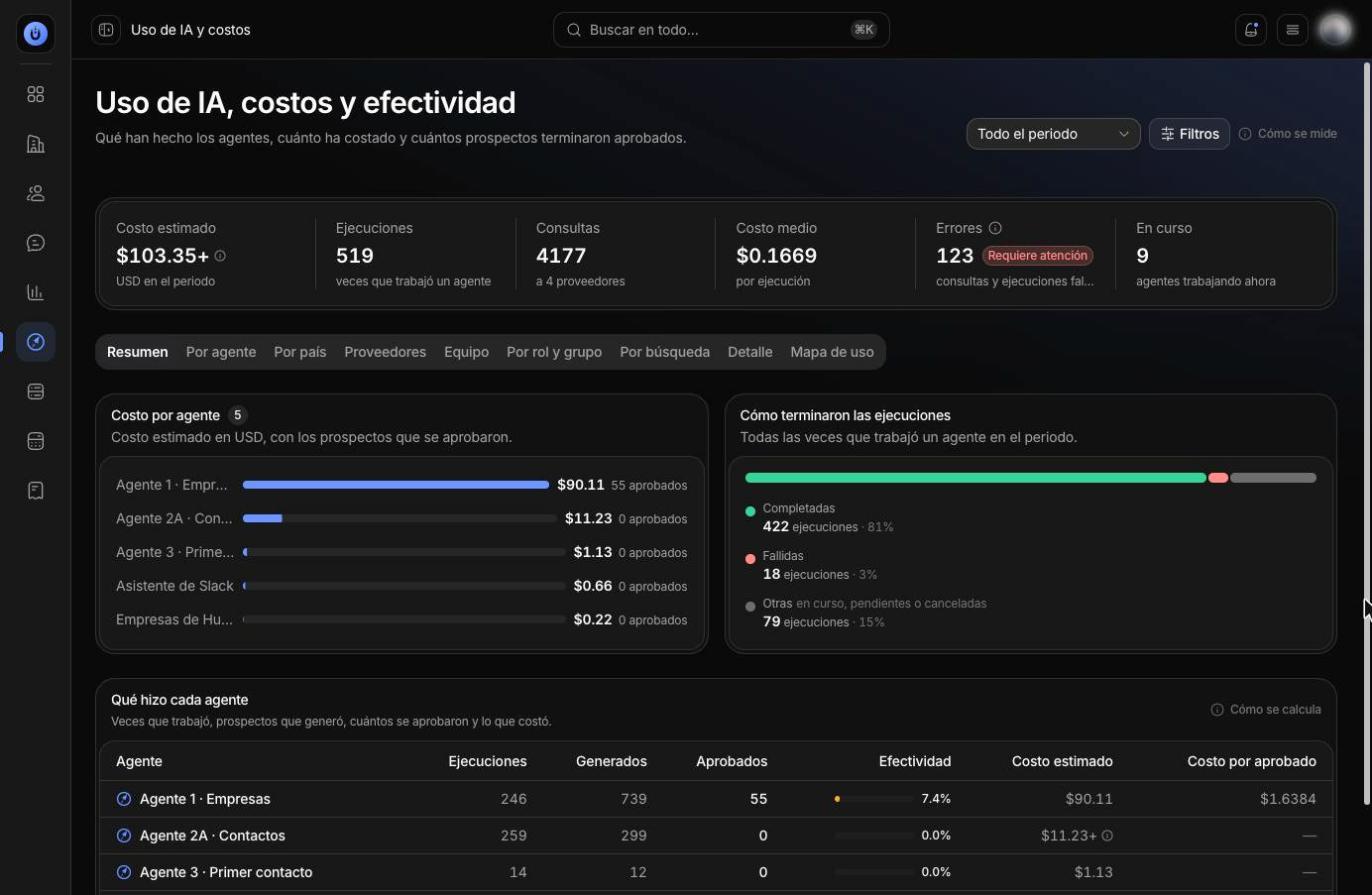 Uso de IA y costos
Buscar en todo...
⌘K
Uso de IA, costos y efectividad
Qué han hecho los agentes, cuánto ha costado y cuántos prospectos terminaron aprobados.
Todo el periodo
Filtros
Cómo se mide
Costo estimado
$103.35+
USD en el periodo
Ejecuciones
519
veces que trabajó un agente
Consultas
4177
a 4 proveedores
Costo medio
$0.1669
por ejecución
Errores
123 Requiere atención
consultas y ejecuciones fal...
En curso
9
agentes trabajando ahora
Resumen Por agente Por país Proveedores Equipo Por rol y grupo Por búsqueda Detalle Mapa de uso
Costo por agente 5
Costo estimado en USD, con los prospectos que se aprobaron.
Agente 1 · Empr... $90.11 55 aprobados
Agente 2A · Con... $11.23 0 aprobados
Agente 3 · Prime... $1.13 0 aprobados
Asistente de Slack $0.66 0 aprobados
Empresas de Hu... $0.22 0 aprobados
Cómo terminaron las ejecuciones
Todas las veces que trabajó un agente en el periodo.
Completadas
422 ejecuciones · 81%
Fallidas
18 ejecuciones · 3%
Otras en curso, pendientes o canceladas
79 ejecuciones · 15%
Qué hizo cada agente
Veces que trabajó, prospectos que generó, cuántos se aprobaron y lo que costó.
Cómo se calcula
Agente Ejecuciones Generados Aprobados Efectividad Costo estimado Costo por aprobado
Agente 1 · Empresas 246 739 55 7.4% $90.11 $1.6384
Agente 2A · Contactos 259 299 0 0.0% $11.23+ —
Agente 3 · Primer contacto 14 12 0 0.0% $1.13 —